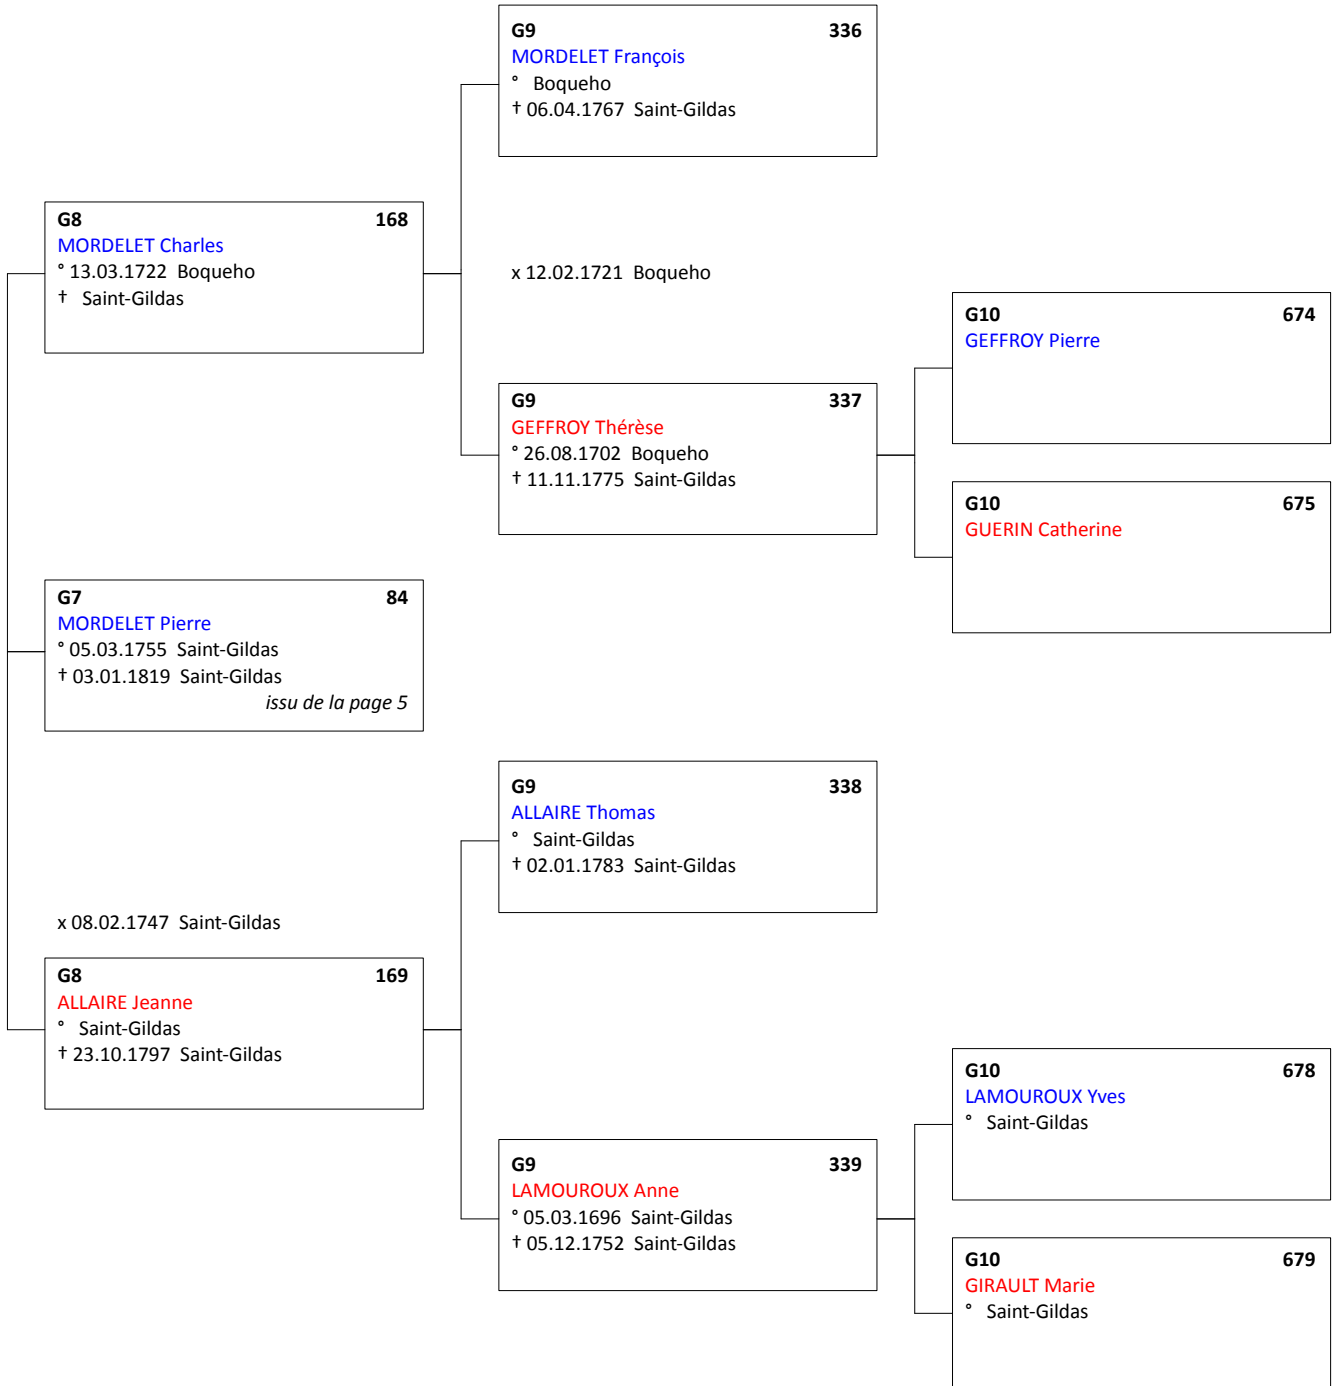 G9 336
MORDELET François
° Boqueho
† 06.04.1767 Saint-Gildas
G8 168
MORDELET Charles
° 13.03.1722 Boqueho
† Saint-Gildas
x 12.02.1721 Boqueho
G10 674
GEFFROY Pierre
G9 337
GEFFROY Thérèse
° 26.08.1702 Boqueho
† 11.11.1775 Saint-Gildas
G10 675
GUERIN Catherine
G7 84
MORDELET Pierre
° 05.03.1755 Saint-Gildas
† 03.01.1819 Saint-Gildas
issu de la page 5
G9 338
ALLAIRE Thomas
° Saint-Gildas
† 02.01.1783 Saint-Gildas
x 08.02.1747 Saint-Gildas
G8 169
ALLAIRE Jeanne
° Saint-Gildas
† 23.10.1797 Saint-Gildas
G10 678
LAMOUROUX Yves
° Saint-Gildas
G9 339
LAMOUROUX Anne
° 05.03.1696 Saint-Gildas
† 05.12.1752 Saint-Gildas
G10 679
GIRAULT Marie
° Saint-Gildas